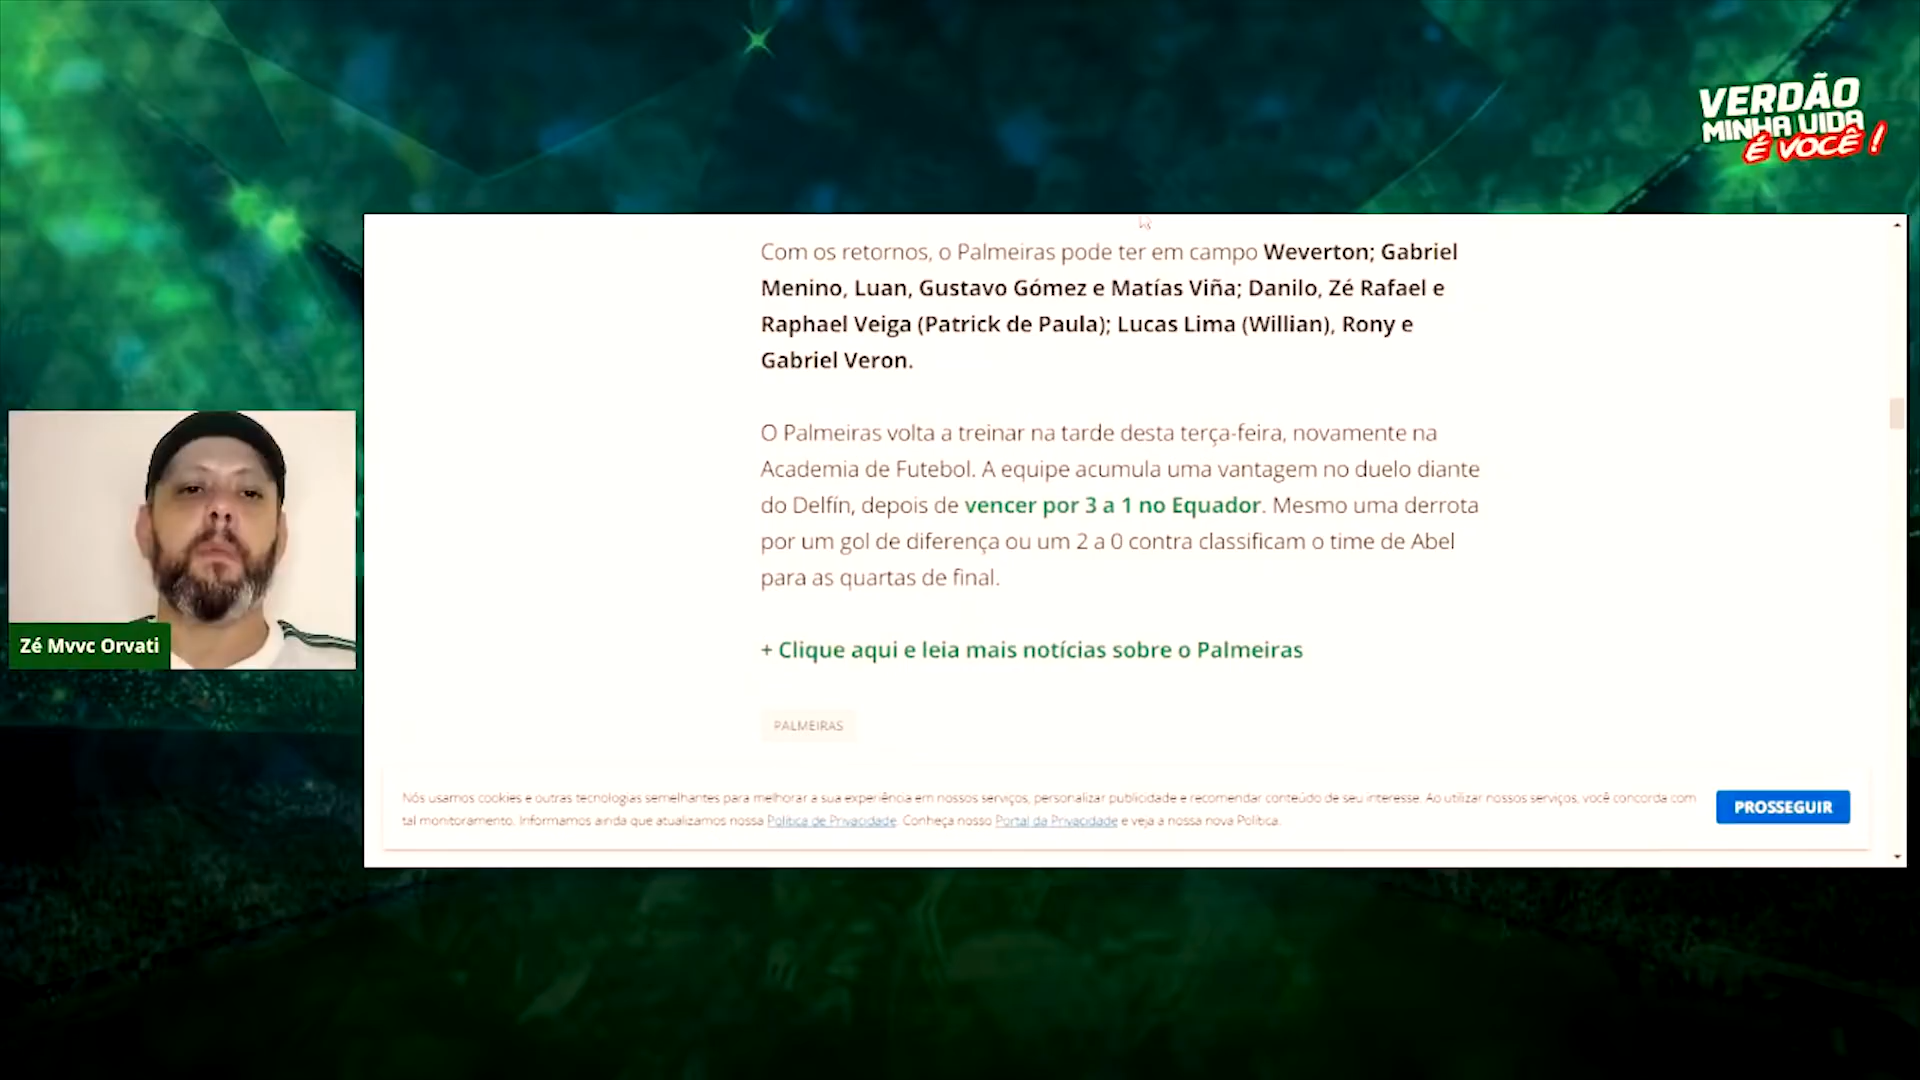 VERDÃO
MINHA VIDA
É VOCÊ!
Com os retornos, o Palmeiras pode ter em campo Weverton; Gabriel
Menino, Luan, Gustavo Gómez e Matías Viña; Danilo, Zé Rafael e
Raphael Veiga (Patrick de Paula); Lucas Lima (Willian), Rony e
Gabriel Veron.
O Palmeiras volta a treinar na tarde desta terça-feira, novamente na
Academia de Futebol. A equipe acumula uma vantagem no duelo diante
do Delfín, depois de vencer por 3 a 1 no Equador. Mesmo uma derrota
por um gol de diferença ou um 2 a 0 contra classificam o time de Abel
para as quartas de final.
+ Clique aqui e leia mais notícias sobre o Palmeiras
PALMEIRAS
Zé Mvvc Orvati
Nós usamos cookies e outras tecnologias semelhantes para melhorar a sua experiência em nossos serviços, personalizar publicidade e recomendar conteúdo de seu interesse. Ao utilizar nossos serviços, você concorda com
tal monitoramento. Informamos ainda que atualizamos nossa Política de Privacidade. Conheça nosso Portal da Privacidade e veja a nossa nova Política.
PROSSEGUIR